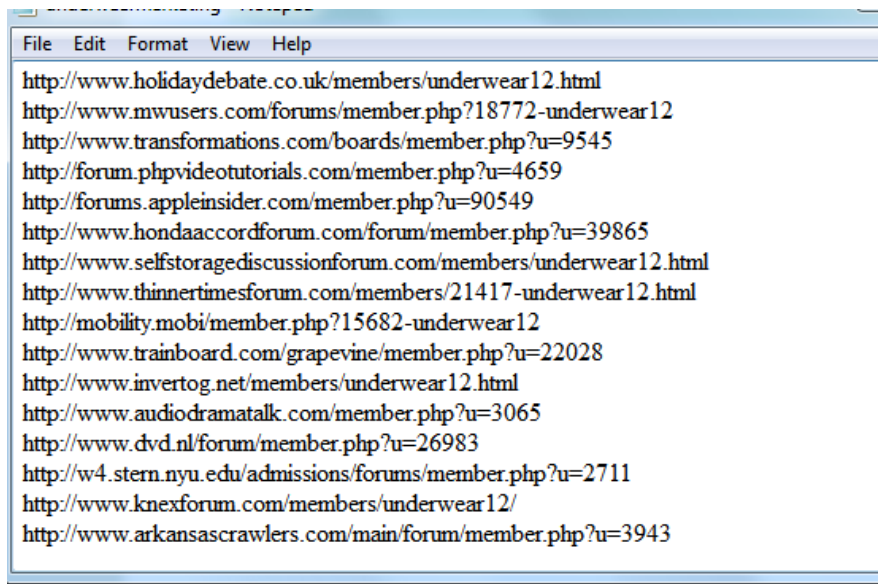 File Edit Format View Help
http://www.holidaydebate.co.uk/members/underwear12.html
http://www.mwusers.com/forums/member.php?18772-underwear12
http://www.transformations.com/boards/member.php?u=9545
http://forum.phpvideotutorials.com/member.php?u=4659
http://forums.appleinsider.com/member.php?u=90549
http://www.hondaaccordforum.com/forum/member.php?u=39865
http://www.selfstoragediscussionforum.com/members/underwear12.html
http://www.thinnertimesforum.com/members/21417-underwear12.html
http://mobility.mobi/member.php?15682-underwear12
http://www.trainboard.com/grapevine/member.php?u=22028
http://www.invertog.net/members/underwear12.html
http://www.audiodramatalk.com/member.php?u=3065
http://www.dvd.nl/forum/member.php?u=26983
http://w4.stern.nyu.edu/admissions/forums/member.php?u=2711
http://www.knexforum.com/members/underwear12/
http://www.arkansascrawlers.com/main/forum/member.php?u=3943